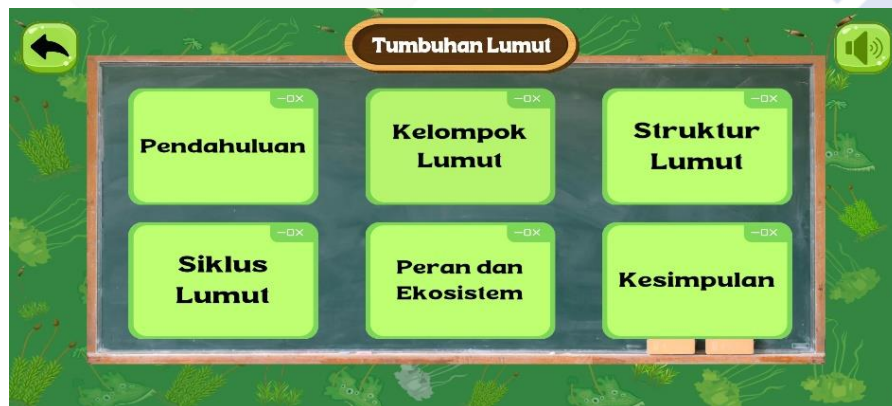 Tumbuhan Lumut
Pendahuluan
Kelompok
Lumut
Struktur
Lumut
Siklus
Lumut
Peran dan
Ekosistem
Kesimpulan